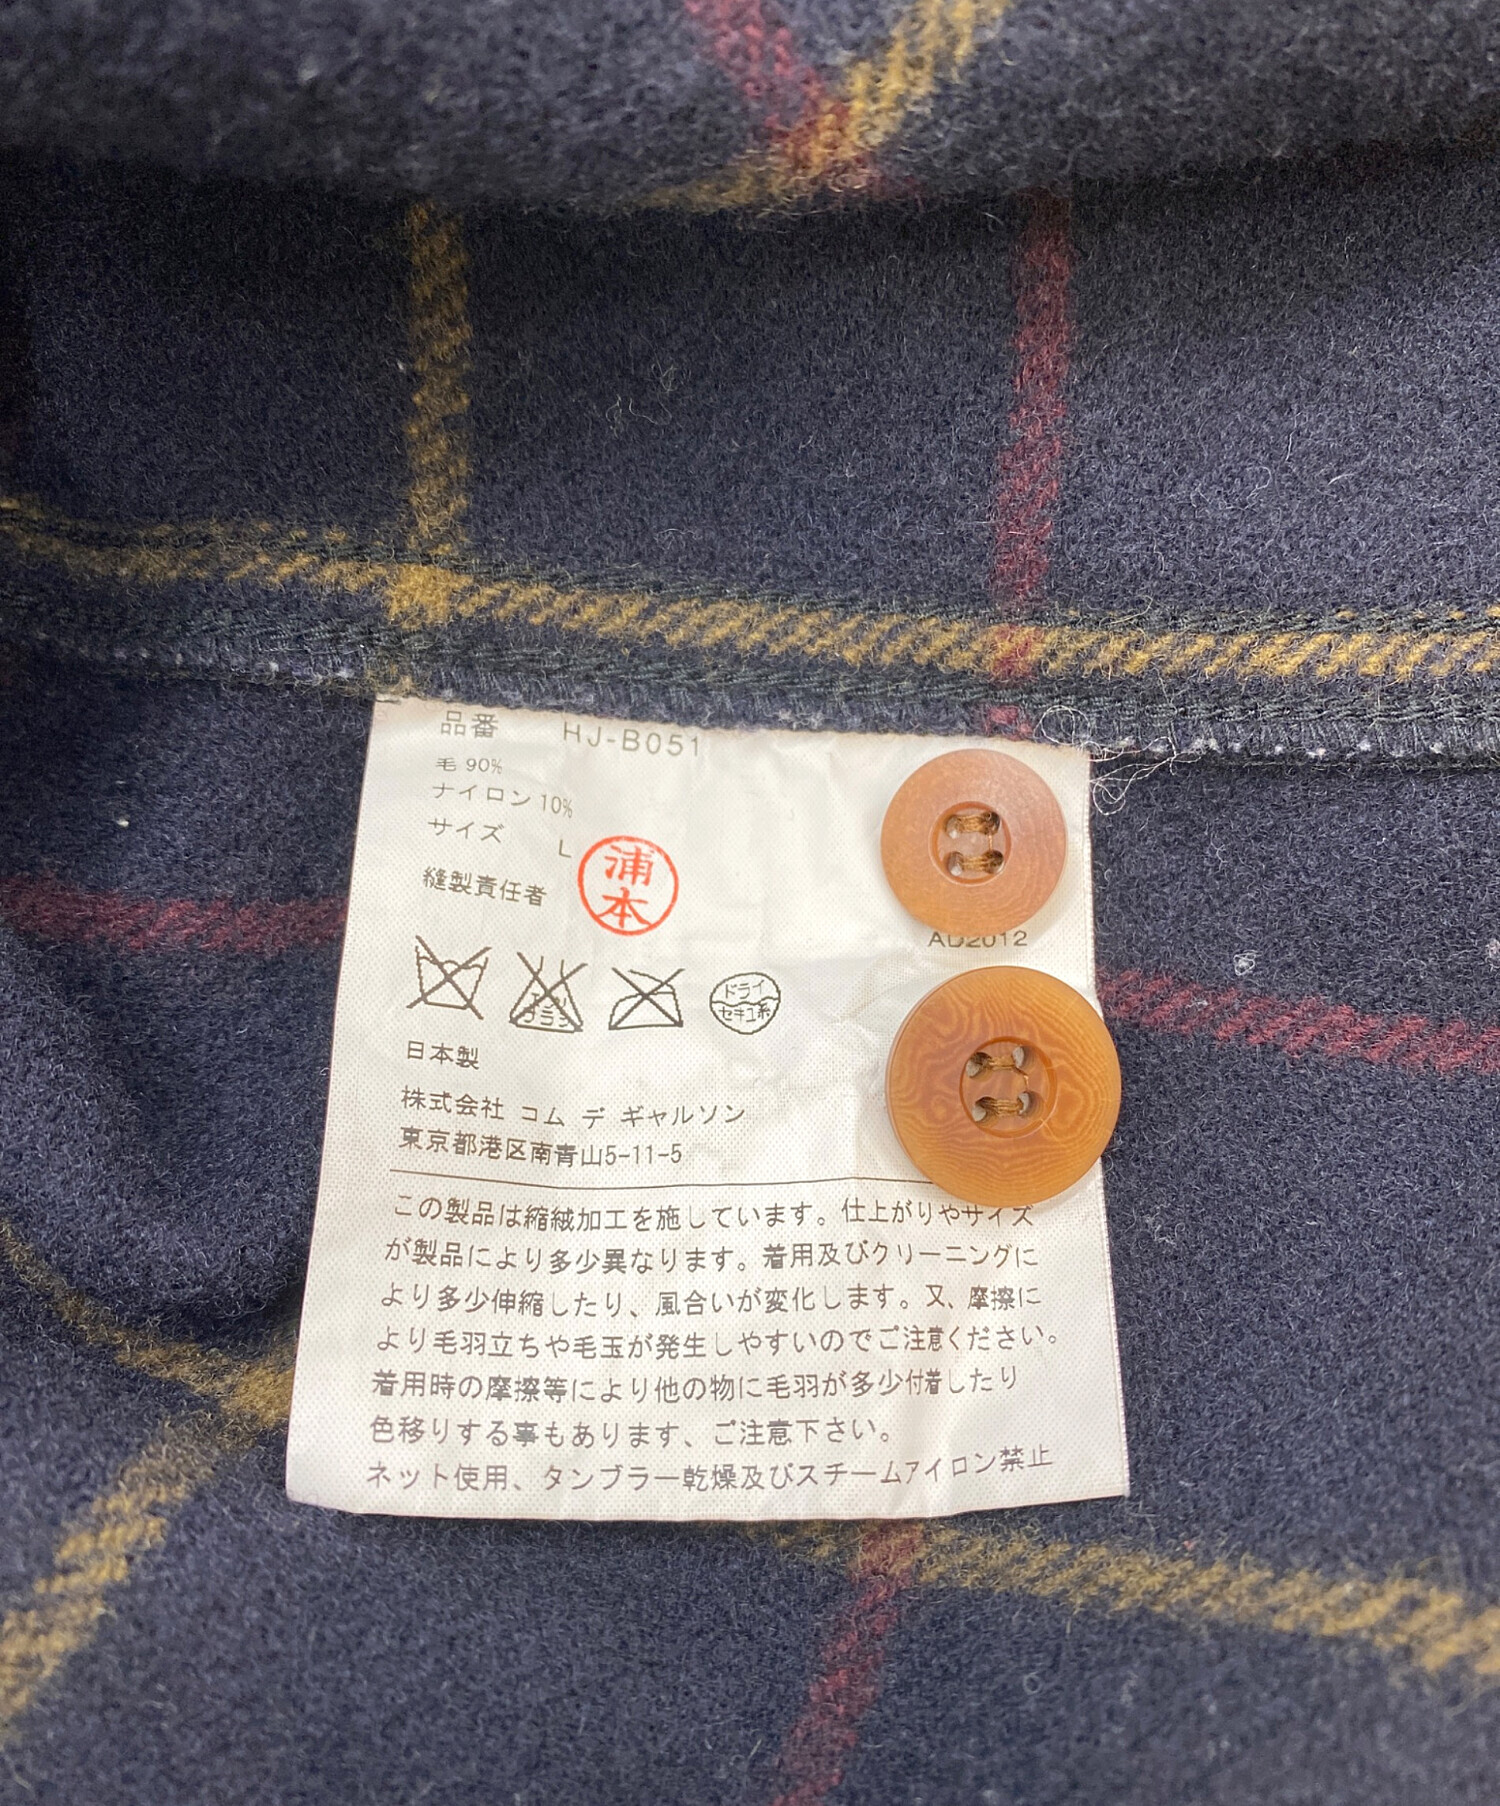 品番 HJ-B051
毛 90%
ナイロン 10%
サイズ L
縫製責任者 浦本
AD2012
ドライ
セキユ系
日本製
株式会社 コム デ ギャルソン
東京都港区南青山5-11-5
この製品は縮絨加工を施しています。仕上がりやサイズ
が製品により多少異なります。着用及びクリーニングに
より多少伸縮したり、風合いが変化します。又、摩擦に
より毛羽立ちや毛玉が発生しやすいのでご注意ください。
着用時の摩擦等により他の物に毛羽が多少付着したり
色移りする事もあります、ご注意下さい。
ネット使用、タンブラー乾燥及びスチームアイロン禁止